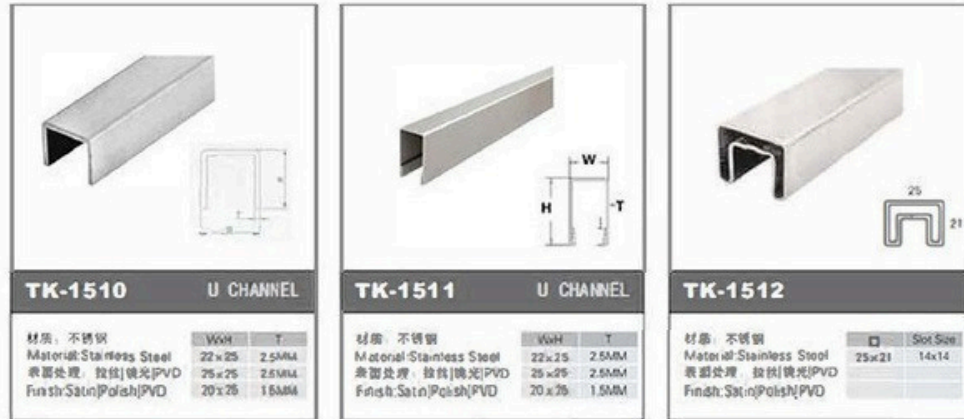 W
H
T
25
21
TK-1510 U CHANNEL
材质：不锈钢 WxH T
Material:Stainless Steel 22x25 2.5MM
表面处理：拉丝|镜光|PVD 25x25 2.5MM
Finish:Satin|Polish|PVD 20x25 1.5MM
TK-1511 U CHANNEL
材质：不锈钢 WxH T
Material:Stainless Steel 22x25 2.5MM
表面处理：拉丝|镜光|PVD 25x25 2.5MM
Finish:Satin|Polish|PVD 20x25 1.5MM
TK-1512
材质：不锈钢 Slot Size
Material:Stainless Steel 25x21 14x14
表面处理：拉丝|镜光|PVD
Finish:Satin|Polish|PVD